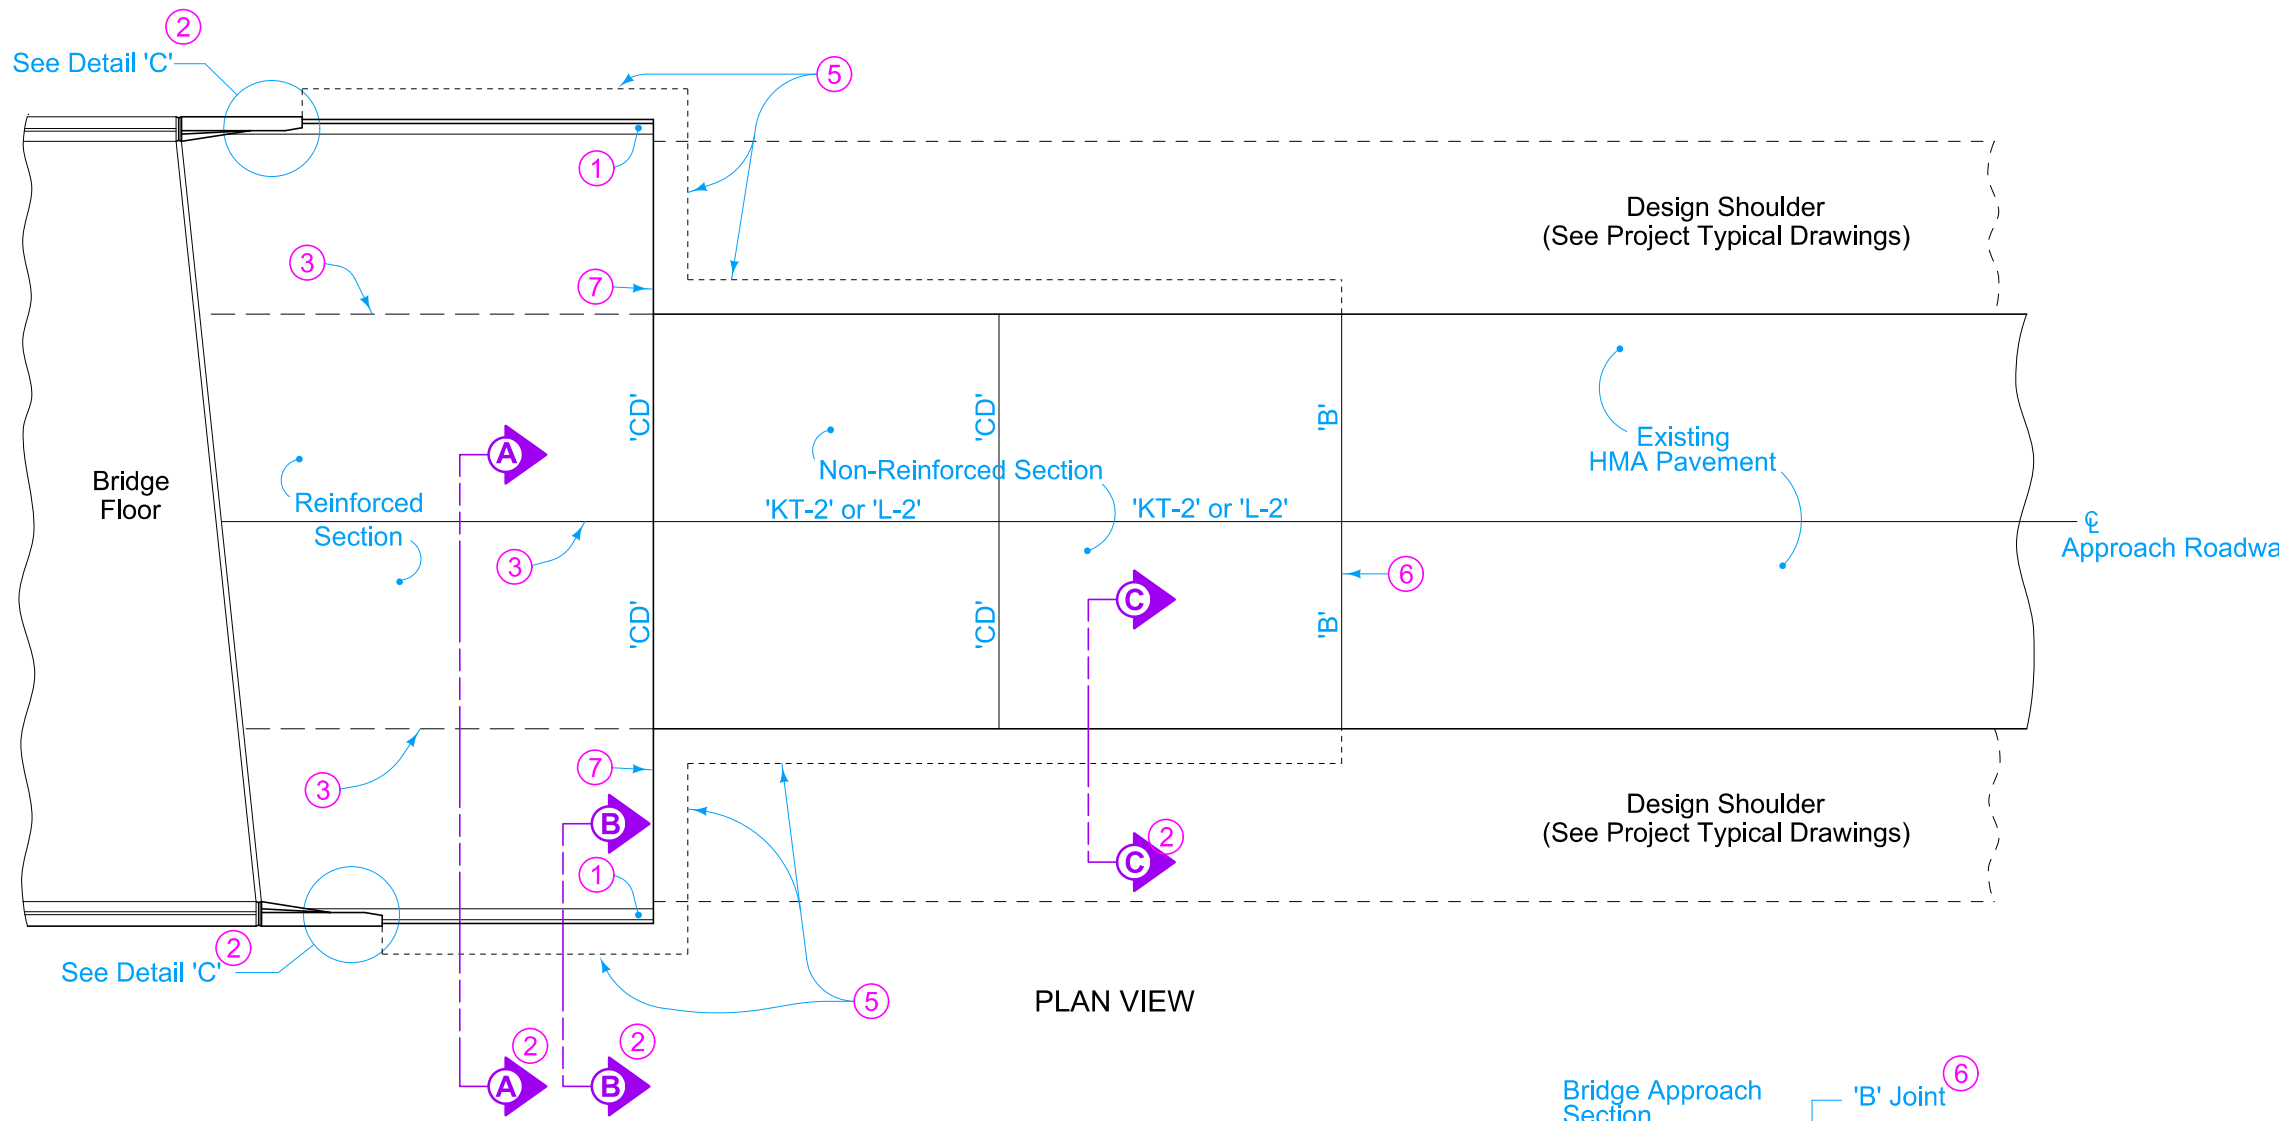 2
See Detail 'C'
5
1
Design Shoulder
(See Project Typical Drawings)
3
7
'CD'
'CD'
'B'
A
Existing
HMA Pavement
Non-Reinforced Section
Bridge
Floor
Reinforced
Section
'KT-2' or 'L-2'
'KT-2' or 'L-2'
℄
Approach Roadwa
3
6
C
'CD'
'CD'
'B'
7
3
B
Design Shoulder
(See Project Typical Drawings)
2
C
1
2
See Detail 'C'
5
PLAN VIEW
2
2
A
B
6
Bridge Approach
Section
'B' Joint